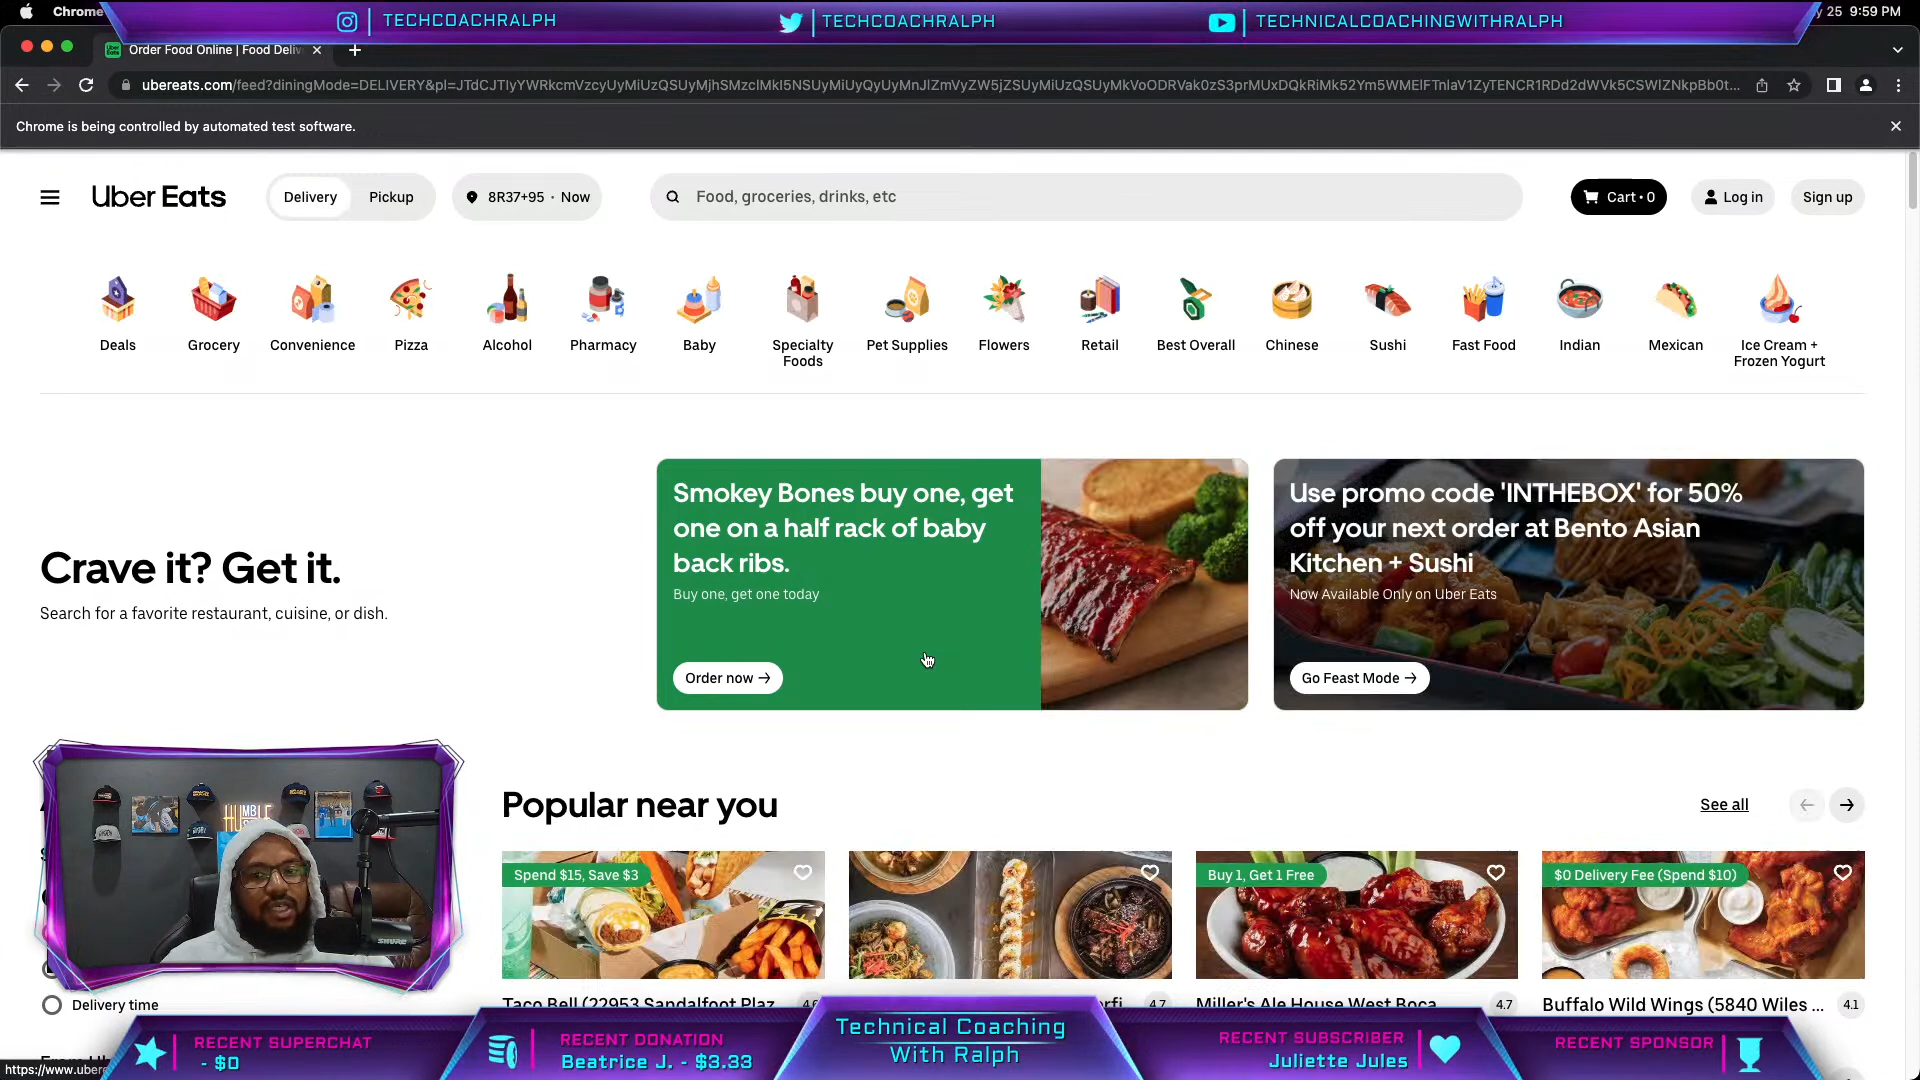 Chrome
TECHCOACHRALPH
TECHCOACHRALPH
TECHNICALCOACHINGWITHRALPH
y 25 9:59 PM
Order Food Online | Food Deliv
ubereats.com/feed?diningMode=DELIVERY&pl=
Chrome is being controlled by automated test software.
Uber Eats
Delivery
Pickup
8R37+95 • Now
Food, groceries, drinks, etc
Cart • 0
Log in
Sign up
Deals
Grocery
Convenience
Pizza
Alcohol
Pharmacy
Baby
Specialty
Foods
Pet Supplies
Flowers
Retail
Best Overall
Chinese
Sushi
Fast Food
Indian
Mexican
Ice Cream +
Frozen Yogurt
Crave it? Get it.
Search for a favorite restaurant, cuisine, or dish.
Smokey Bones buy one, get
one on a half rack of baby
back ribs.
Buy one, get one today
Order now →
Use promo code 'INTHEBOX' for 50%
off your next order at Bento Asian
Kitchen + Sushi
Now Available Only on Uber Eats
Go Feast Mode →
Popular near you
See all
Spend $15, Save $3
Buy 1, Get 1 Free
$0 Delivery Fee (Spend $10)
Taco Bell (22953 Sandalfoot Plaz
4.7
Miller's Ale House West Boca
4.7
Buffalo Wild Wings (5840 Wiles ...
4.1
SHURE
Delivery time
https://www.ubere
RECENT SUPERCHAT
- $0
RECENT DONATION
Beatrice J. - $3.33
Technical Coaching
With Ralph
RECENT SUBSCRIBER
Juliette Jules
RECENT SPONSOR